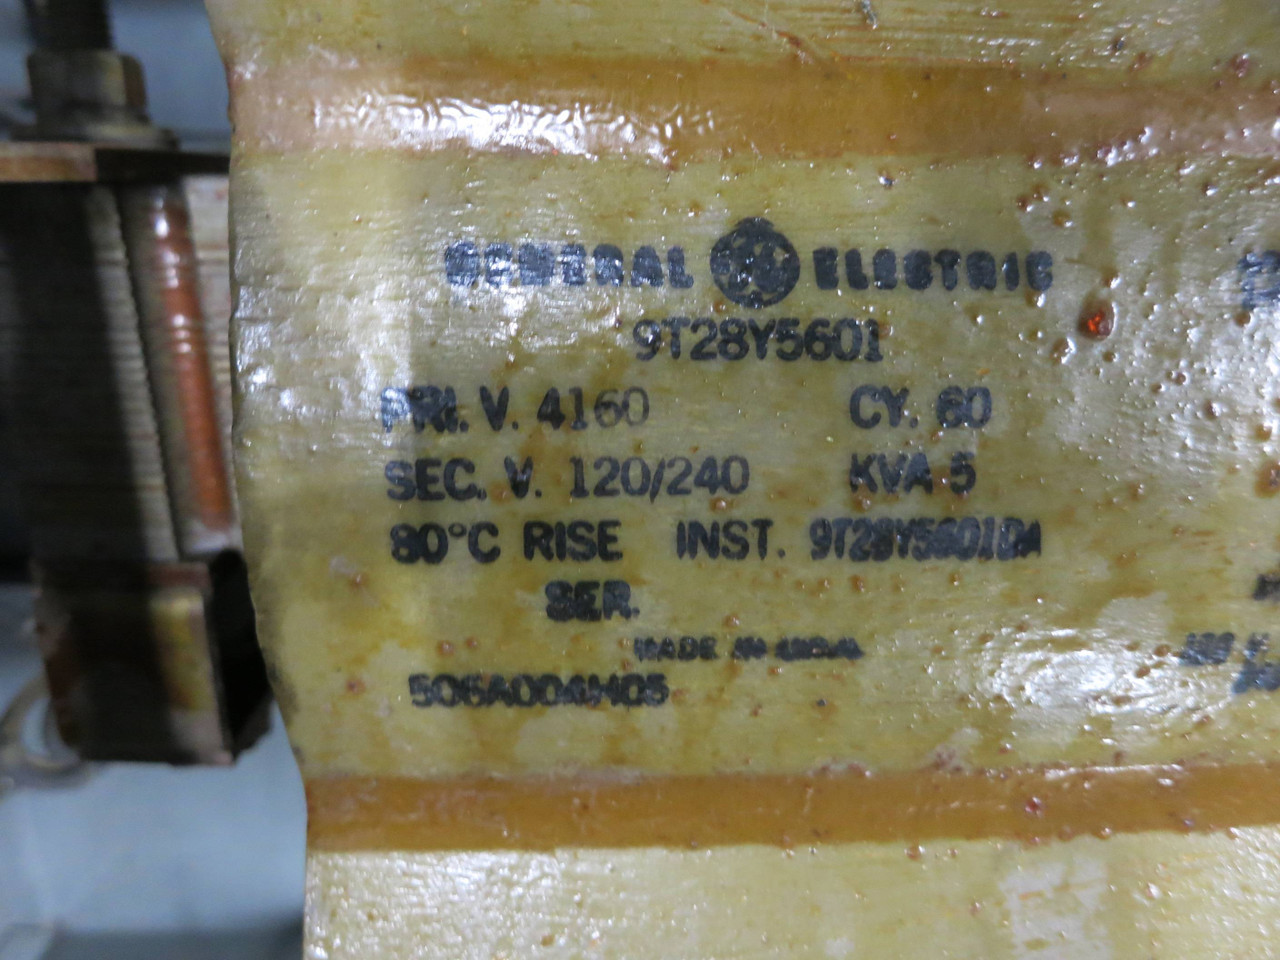 GENERAL GE ELECTRIC
9T28Y5601
PRI. V. 4160 CY. 60
SEC. V. 120/240 KVA 5
80°C RISE INST. 9T28Y5601DA
SER.
MADE IN
506A004H05